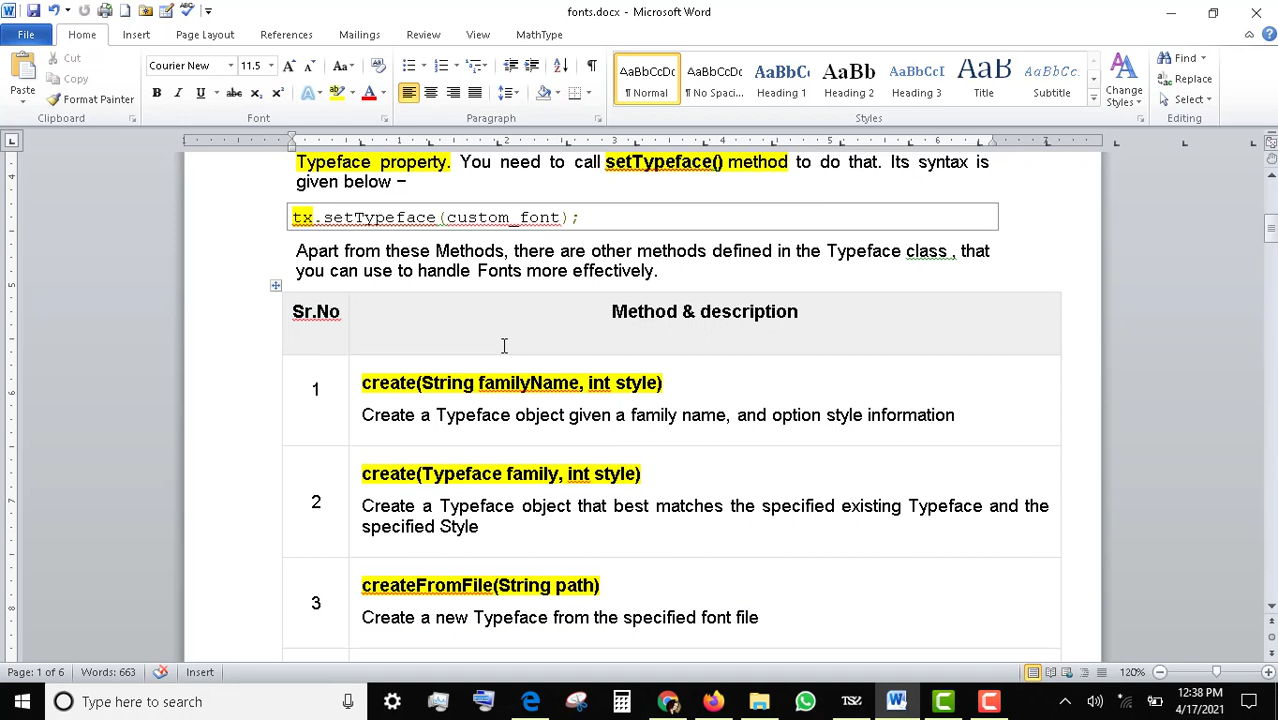 fonts.docx - Microsoft Word
File Home Insert Page Layout References Mailings Review View MathType
Paste
Cut
Copy
Format Painter
Clipboard
Courier New 11.5
Font
Paragraph
AaBbCcDc AaBbCcDc AaBbC AaBb AaBbCcI AaB AaBbCc.
¶ Normal ¶ No Spaci... Heading 1 Heading 2 Heading 3 Title Subtitle
Change
Styles
Styles
Find
Replace
Select
Editing
Typeface property. You need to call setTypeface() method to do that. Its syntax is
given below −
tx.setTypeface(custom_font);
Apart from these Methods, there are other methods defined in the Typeface class , that
you can use to handle Fonts more effectively.
Sr.No Method & description
1
create(String familyName, int style)
Create a Typeface object given a family name, and option style information
2
create(Typeface family, int style)
Create a Typeface object that best matches the specified existing Typeface and the
specified Style
3
createFromFile(String path)
Create a new Typeface from the specified font file
Page: 1 of 6 Words: 663 Insert 120%
Type here to search
12:38 PM
4/17/2021